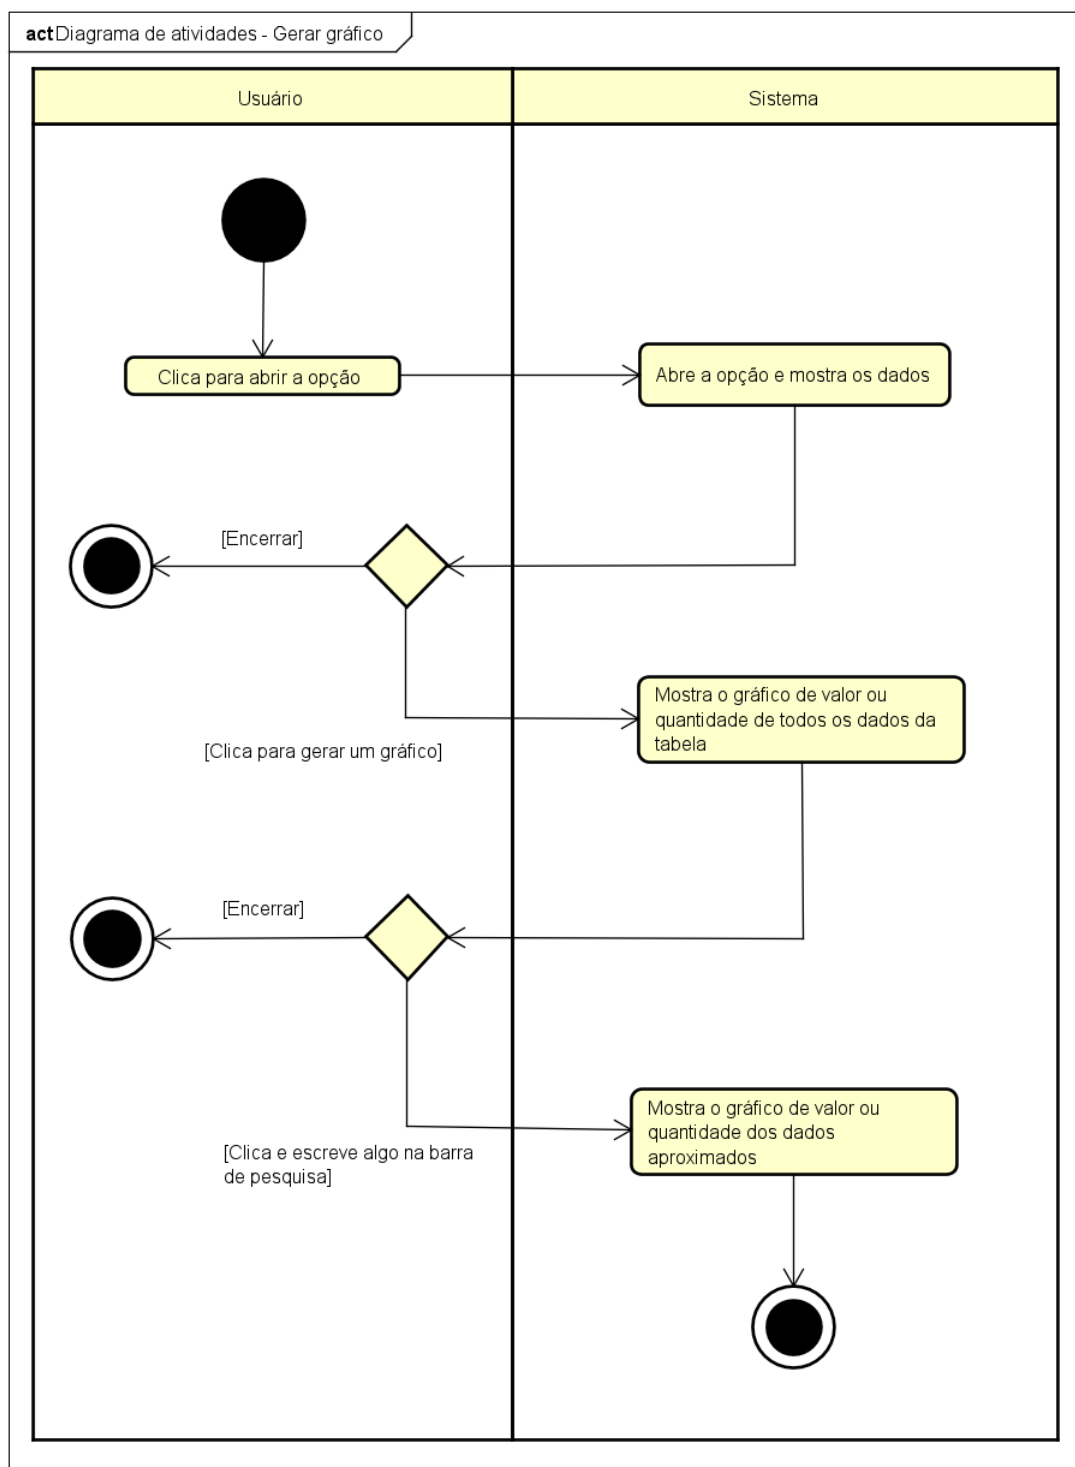 actDiagrama de atividades - Gerar gráfico
Usuário
Sistema
Clica para abrir a opção
Abre a opção e mostra os dados
[Encerrar]
Mostra o gráfico de valor ou
quantidade de todos os dados da
tabela
[Clica para gerar um gráfico]
[Encerrar]
Mostra o gráfico de valor ou
quantidade dos dados
aproximados
[Clica e escreve algo na barra
de pesquisa]